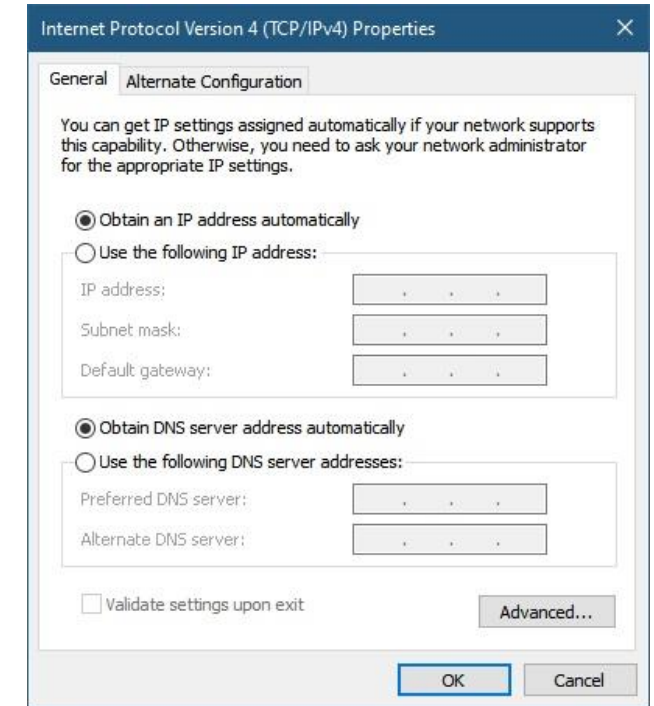 Internet Protocol Version 4 (TCP/IPv4) Properties
General
Alternate Configuration
You can get IP settings assigned automatically if your network supports
this capability. Otherwise, you need to ask your network administrator
for the appropriate IP settings.
Obtain an IP address automatically
Use the following IP address:
IP address:
Subnet mask:
Default gateway:
Obtain DNS server address automatically
Use the following DNS server addresses:
Preferred DNS server:
Alternate DNS server:
Validate settings upon exit
Advanced...
OK
Cancel